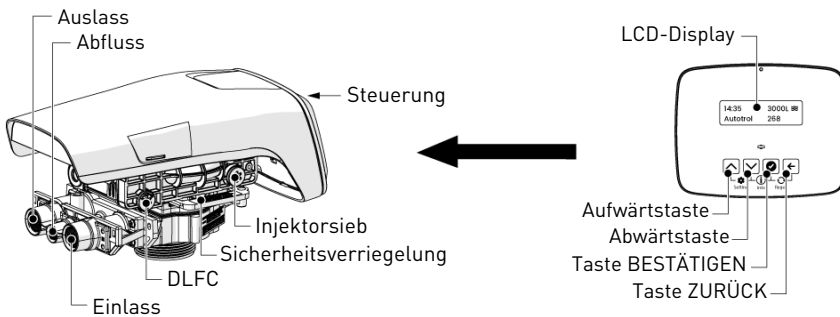 Auslass
Abfluss
Steuerung
Injektorsieb
Sicherheitsverriegelung
DLFC
Einlass
LCD-Display
14:35 3000L
Autotrol 268
Aufwärtstaste
Abwärtstaste
Taste BESTÄTIGEN
Taste ZURÜCK